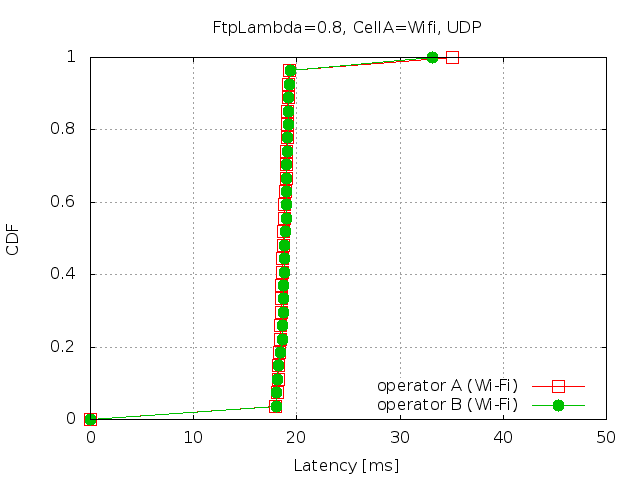 FtpLambda=0.8, CellA=Wifi, UDP
1
0.8
0.6
0.4
0.2
0
CDF
operator A (Wi-Fi)
operator B (Wi-Fi)
0 10 20 30 40 50
Latency [ms]